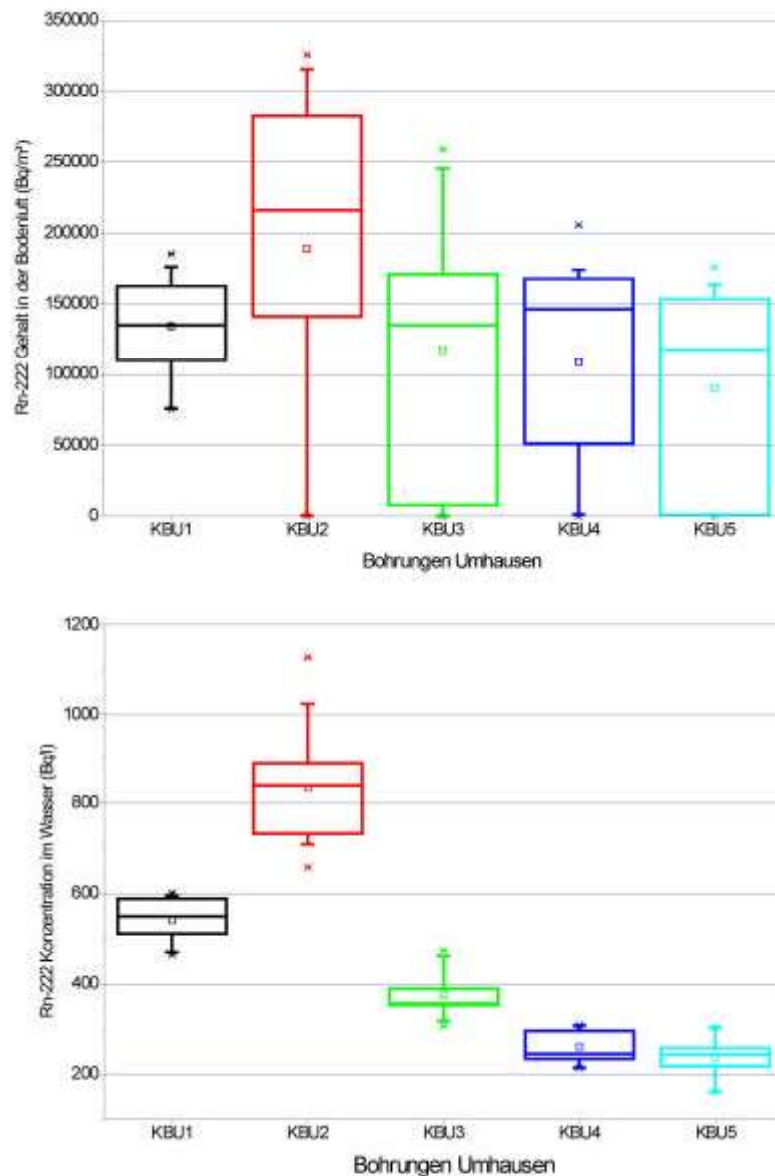 Rn-222 Gehalt in der Bodenluft (Bq/m³)
350000
300000
250000
200000
150000
100000
50000
0
KBU1 KBU2 KBU3 KBU4 KBU5
Bohrungen Umhausen
Rn-222 Konzentration im Wasser (Bq/l)
1200
1000
800
600
400
200
KBU1 KBU2 KBU3 KBU4 KBU5
Bohrungen Umhausen